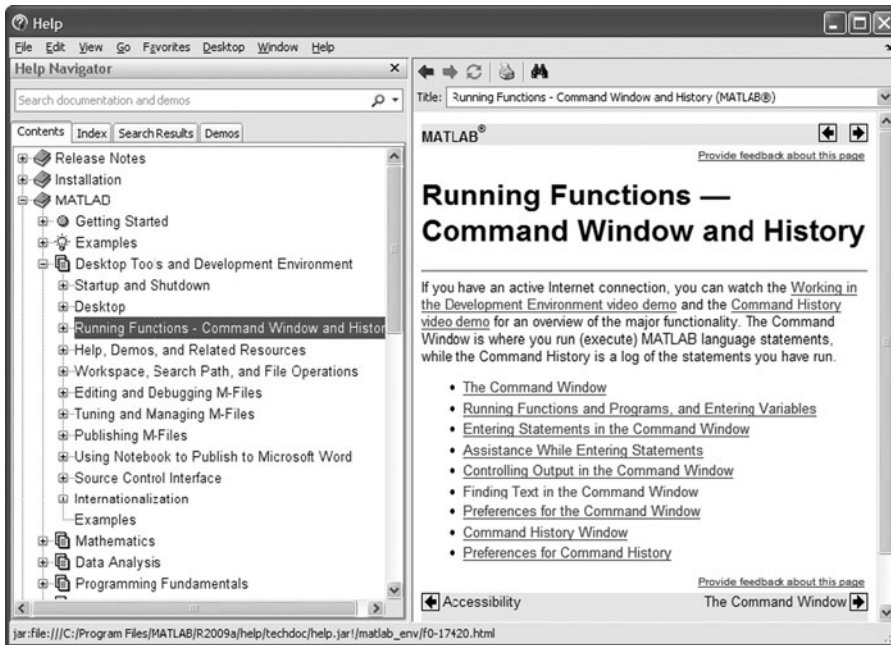 Help
File Edit View Go Favorites Desktop Window Help
Help Navigator
Search documentation and demos
Contents Index Search Results Demos
Release Notes
Installation
MATLAD
Getting Started
Examples
Desktop Too's and Development Environment
Startup and Shutdown
Desktop
Running Functions - Command Window and Histor
Help, Demos, and Related Resources
Workspace, Search Path, and File Operations
Editing and Debugging M-Files
Tuning and Managing M-Files
Publishing M-Files
Using Notebook to Publish to Microsoft Word
Source Control Interface
Internationalization
Examples
Mathematics
Data Analysis
Programming Fundamentals
Title: Running Functions - Command Window and History (MATLAB®)
MATLAB®
Provide feedback about this page
Running Functions —
Command Window and History
If you have an active Internet connection, you can watch the Working in
the Development Environment video demo and the Command History
video demo for an overview of the major functionality. The Command
Window is where you run (execute) MATLAB language statements,
while the Command History is a log of the statements you have run.
• The Command Window
• Running Functions and Programs, and Entering Variables
• Entering Statements in the Command Window
• Assistance While Entering Statements
• Controlling Output in the Command Window
• Finding Text in the Command Window
• Preferences for the Command Window
• Command History Window
• Preferences for Command History
Provide feedback about this page
Accessibility The Command Window
jar:file:///C:/Program Files/MATLAB/R2009a/help/techdoc/help.jar!/matlab_env/f0-17420.html